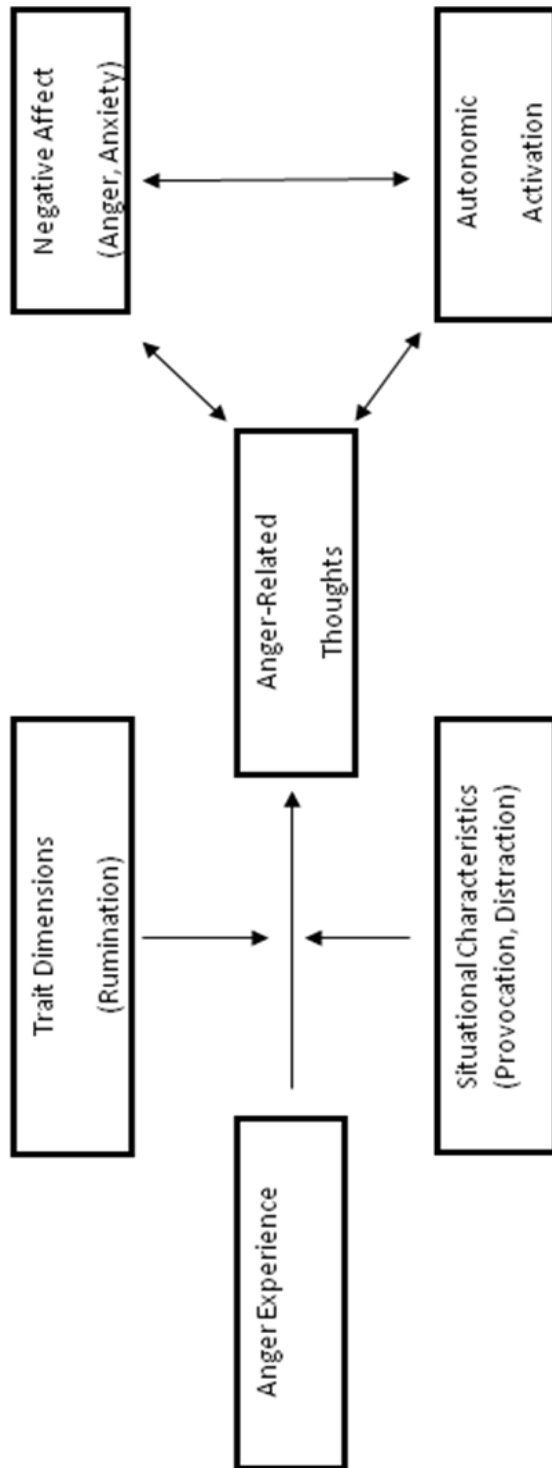 Anger Experience
Trait Dimensions
(Rumination)
Situational Characteristics
(Provocation, Distraction)
Anger-Related
Thoughts
Negative Affect
(Anger, Anxiety)
Autonomic
Activation